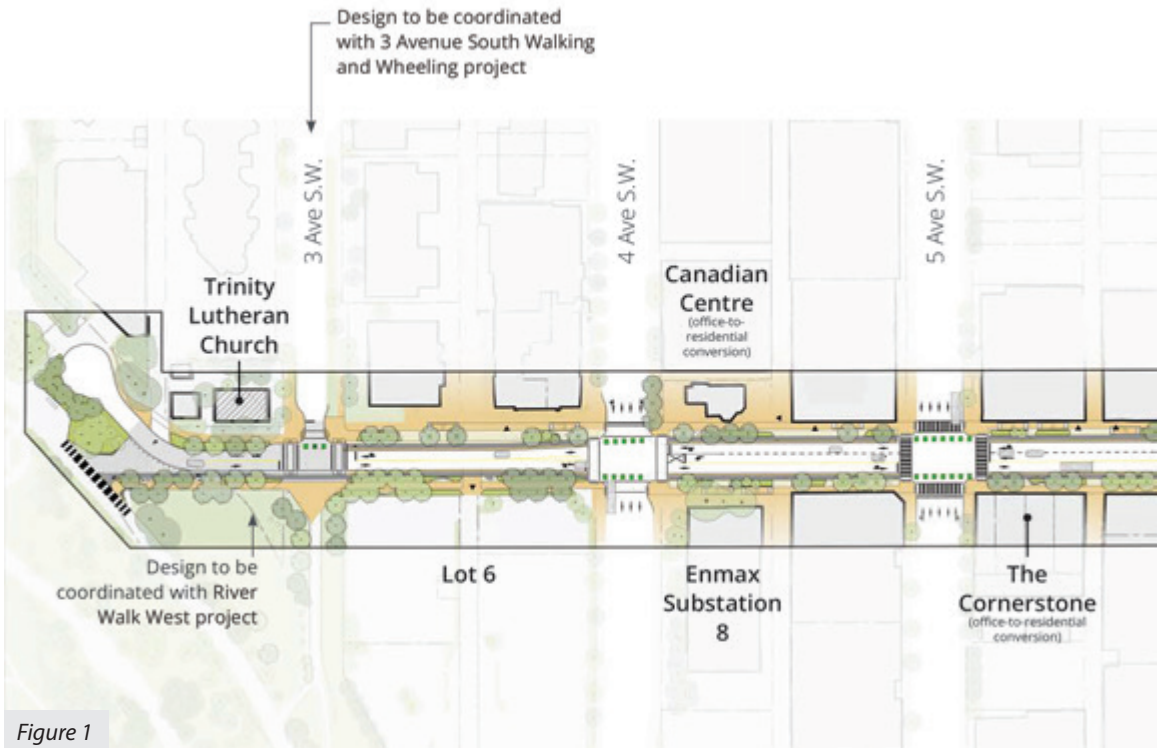 Design to be coordinated
with 3 Avenue South Walking
and Wheeling project
3 Ave S.W.
4 Ave S.W.
5 Ave S.W.
Trinity
Lutheran
Church
Canadian
Centre
(office-to-
residential
conversion)
Design to be
coordinated with River
Walk West project
Lot 6
Enmax
Substation
8
The
Cornerstone
(office-to-residential
conversion)
Figure 1